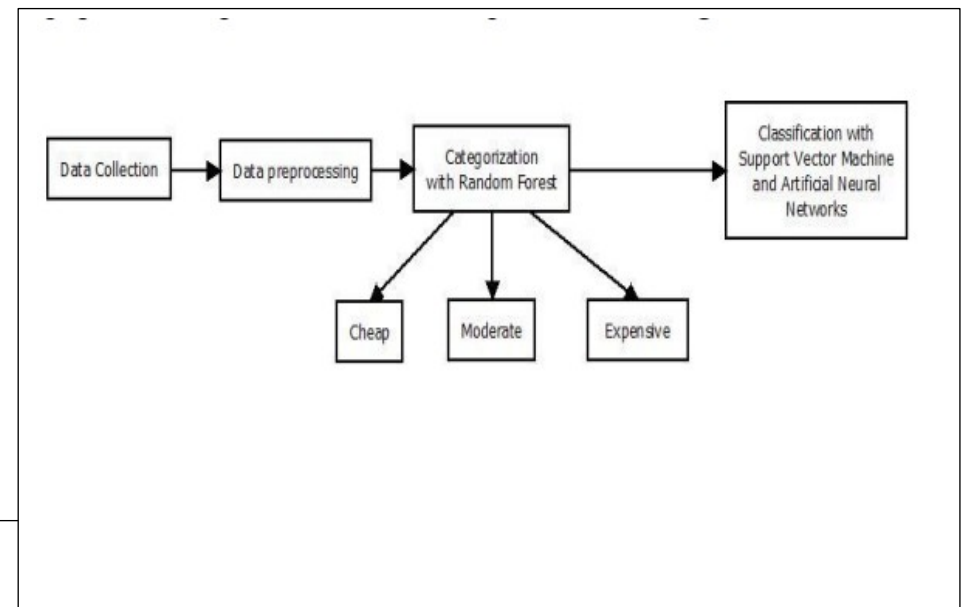 Data Collection
Data preprocessing
Categorization
with Random Forest
Classification with
Support Vector Machine
and Artificial Neural
Networks
Cheap
Moderate
Expensive